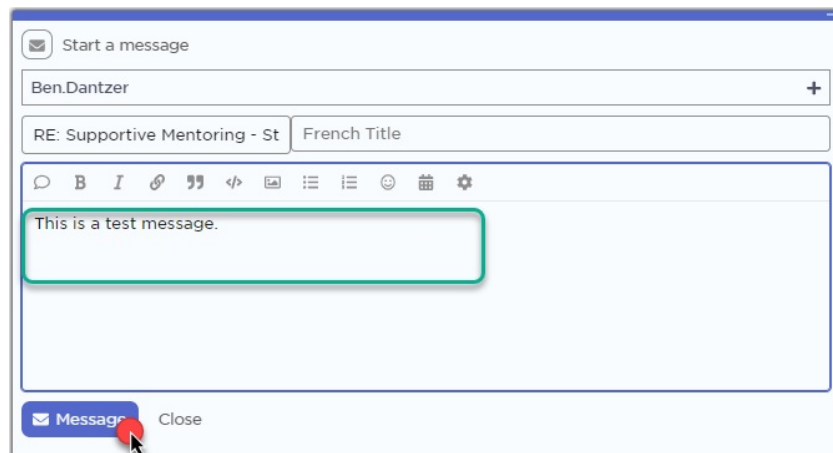 Start a message
Ben.Dantzer +
RE: Supportive Mentoring - St French Title
This is a test message.
Message Close